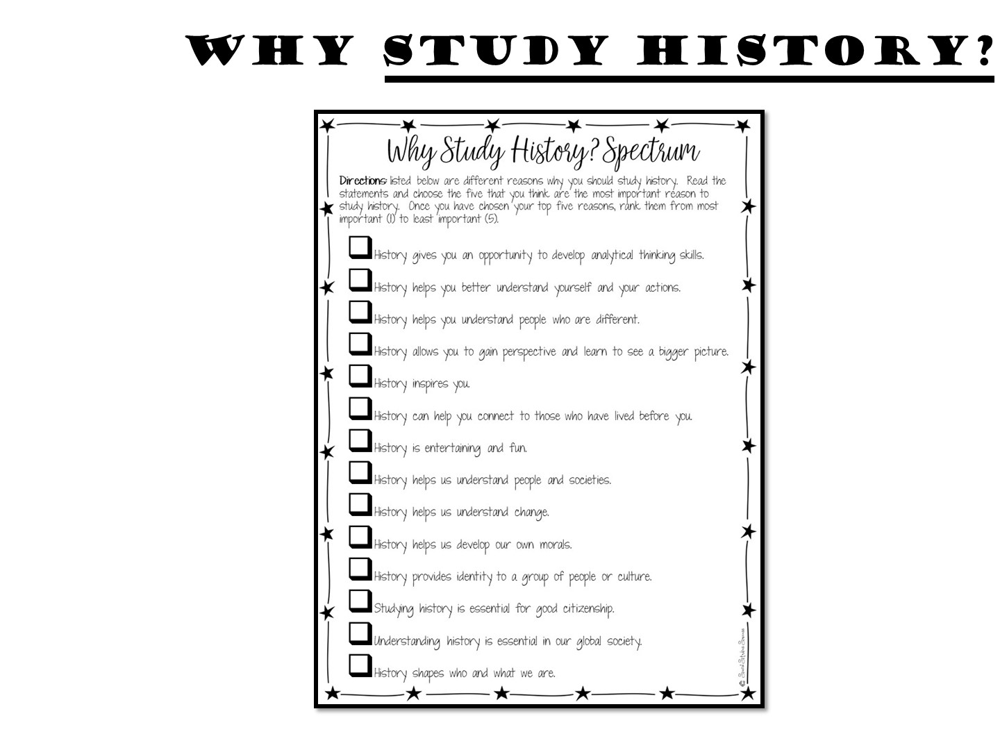 WHY STUDY HISTORY?
Why Study History? Spectrum
Directions: listed below are different reasons why you should study history. Read the
statements and choose the five that you think are the most important reason to
study history. Once you have chosen your top five reasons, rank them from most
important (1) to least important (5).
History gives you an opportunity to develop analytical thinking skills.
History helps you better understand yourself and your actions.
History helps you understand people who are different.
History allows you to gain perspective and learn to see a bigger picture.
History inspires you.
History can help you connect to those who have lived before you.
History is entertaining and fun.
History helps us understand people and societies.
History helps us understand change.
History helps us develop our own morals.
History provides identity to a group of people or culture.
Studying history is essential for good citizenship.
Understanding history is essential in our global society.
History shapes who and what we are.
©